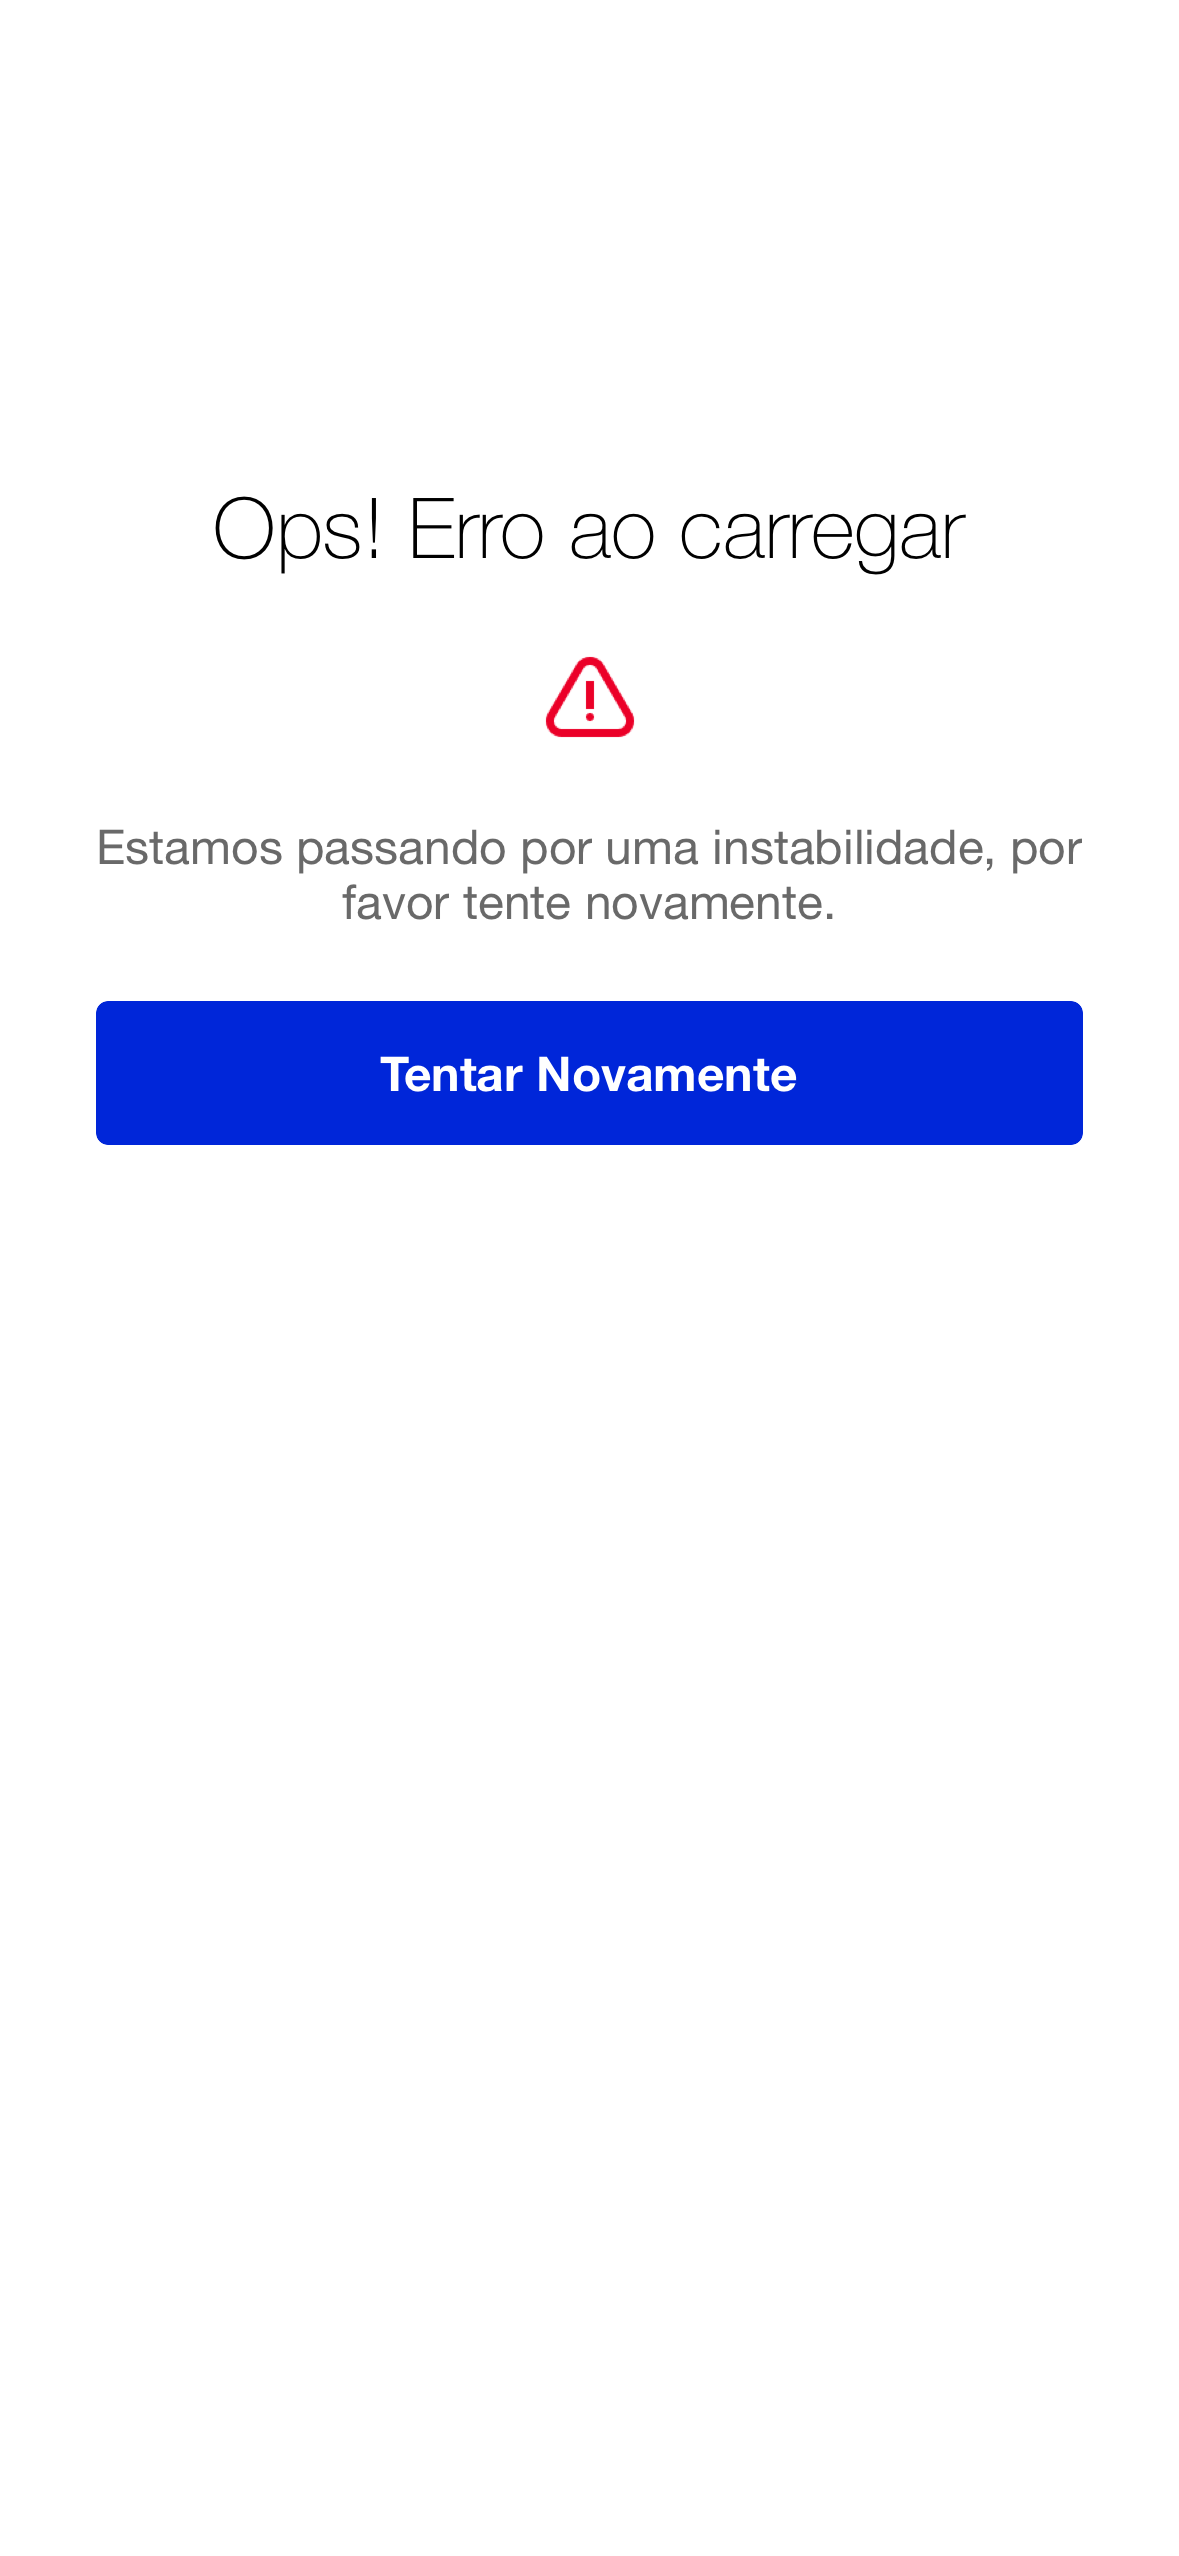 Ops! Erro ao carregar
Estamos passando por uma instabilidade, por
favor tente novamente.
Tentar Novamente